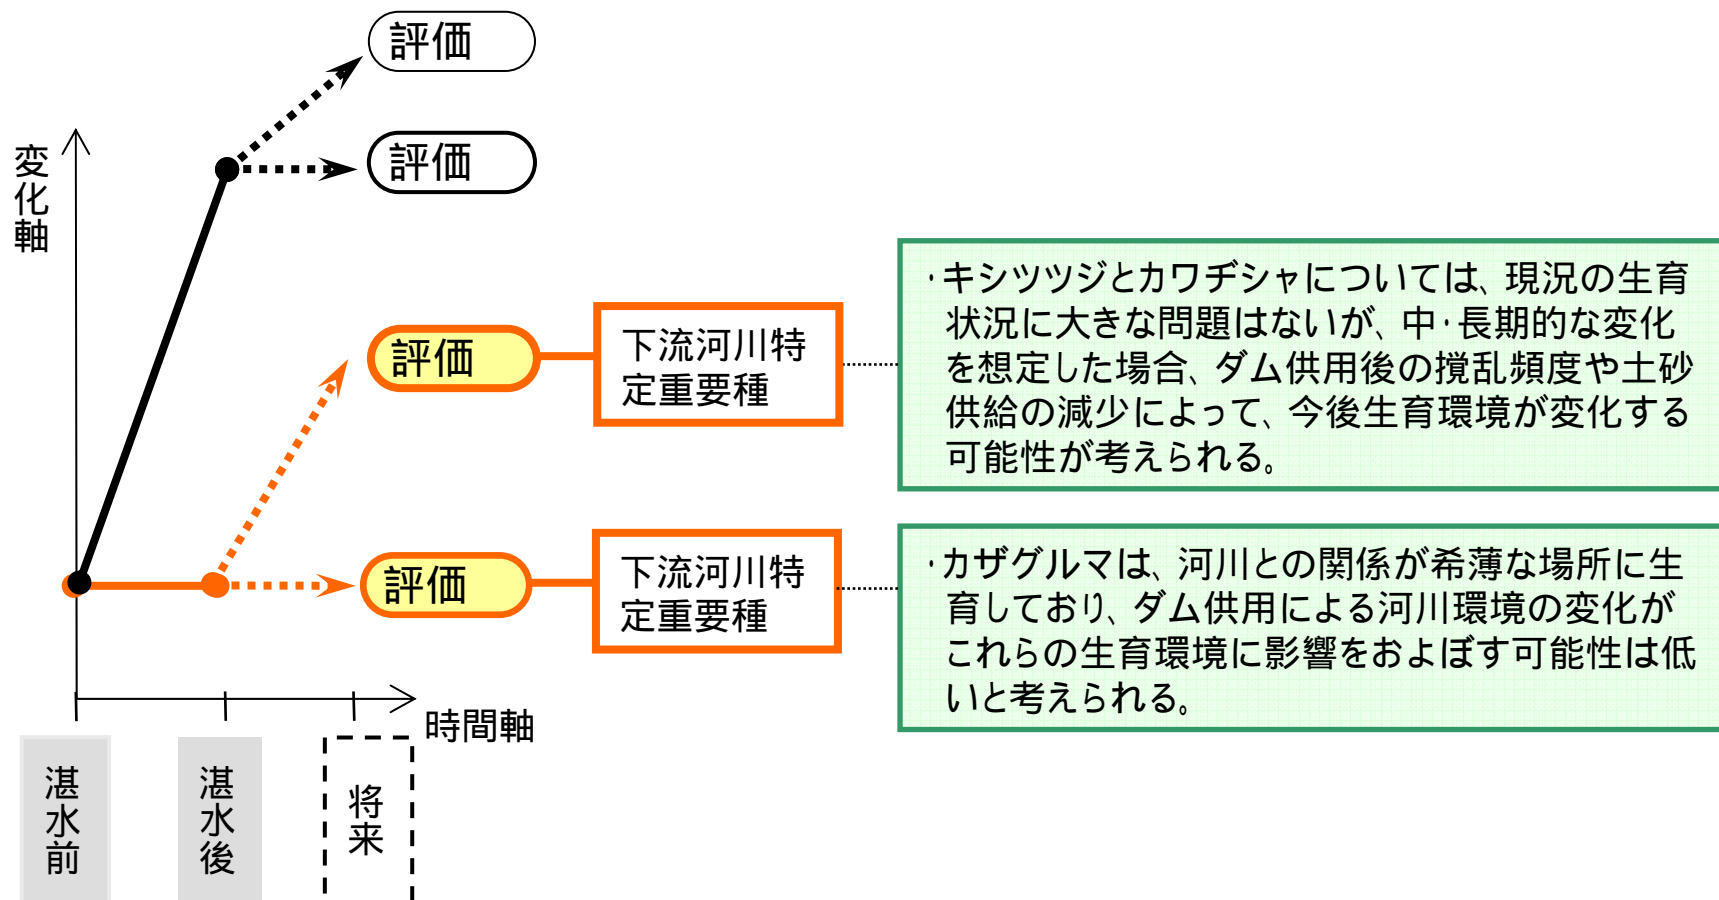 評価
評価
変化軸
評価
下流河川特
定重要種
・キシツツジとカワヂシャについては、現況の生育
状況に大きな問題はないが、中・長期的な変化
を想定した場合、ダム供用後の撹乱頻度や土砂
供給の減少によって、今後生育環境が変化する
可能性が考えられる。
評価
下流河川特
定重要種
・カザグルマは、河川との関係が希薄な場所に生
育しており、ダム供用による河川環境の変化が
これらの生育環境に影響をおよぼす可能性は低
いと考えられる。
時間軸
湛水前
湛水後
将来